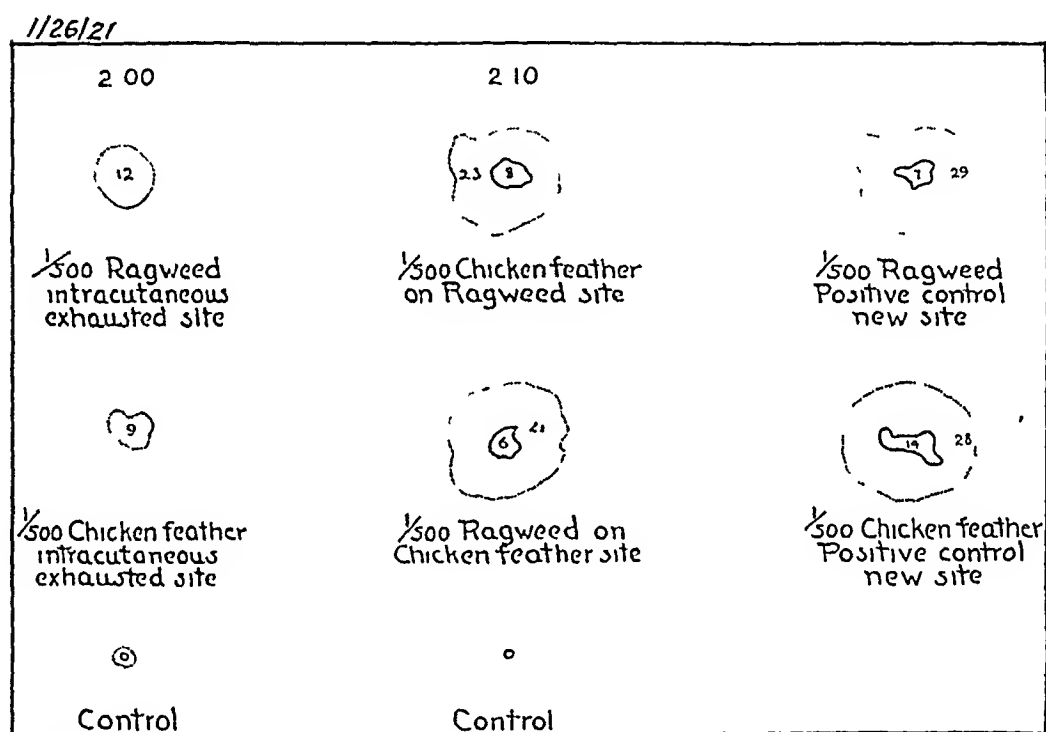 1/26/21
2 00
2 10
12
23 8
7 29
1/500 Ragweed
intracutaneous
exhausted site
1/500 Chicken feather
on Ragweed site
1/500 Ragweed
Positive control
new site
9
6
19 28
1/500 Chicken feather
intracutaneous
exhausted site
1/500 Ragweed on
Chicken feather site
1/500 Chicken feather
Positive control
new site
Control
Control